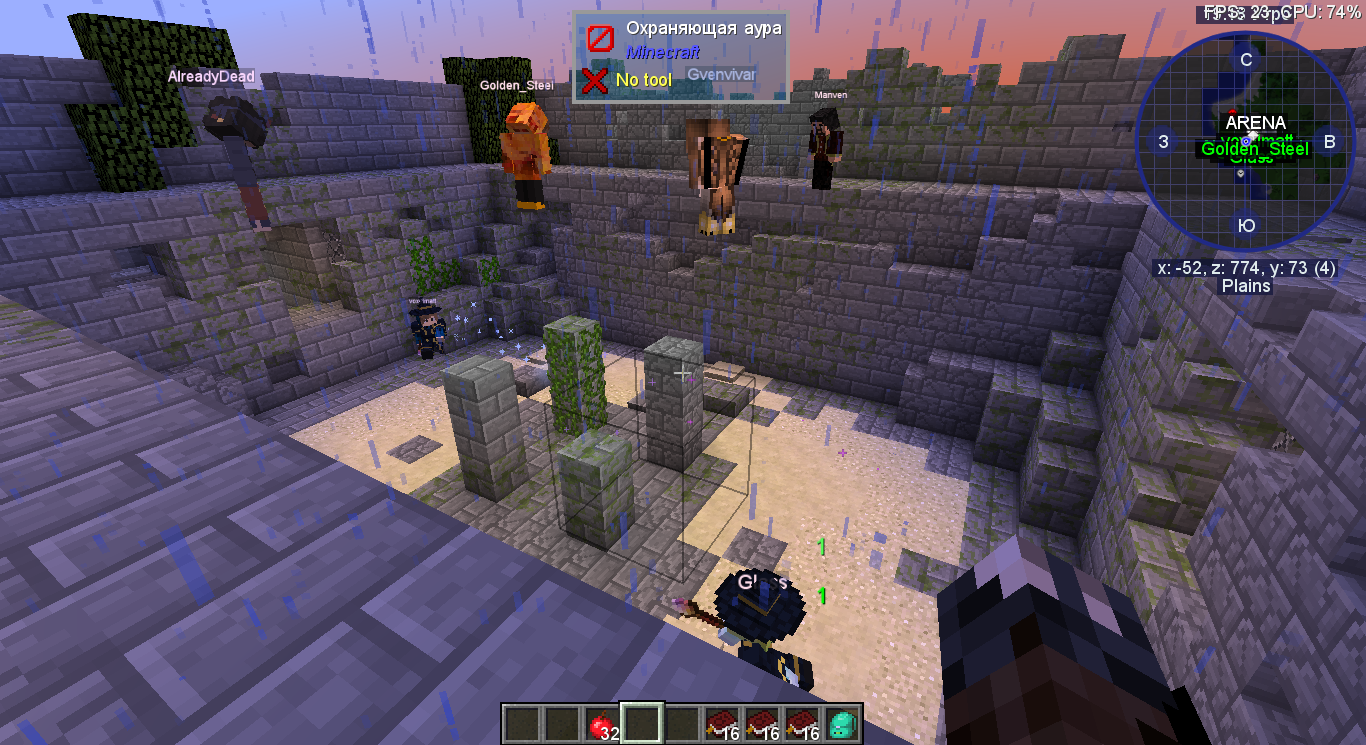 FPS: 23 CPU: 74%
Охраняющая аура
Minecraft
No tool
Gvenvivar
AlreadyDead
Golden_Steel
Manven
С
ARENA
З
В
Golden_Steel
Ю
x: -52, z: 774, y: 73 (4)
Plains
1
1
32
16
16
16